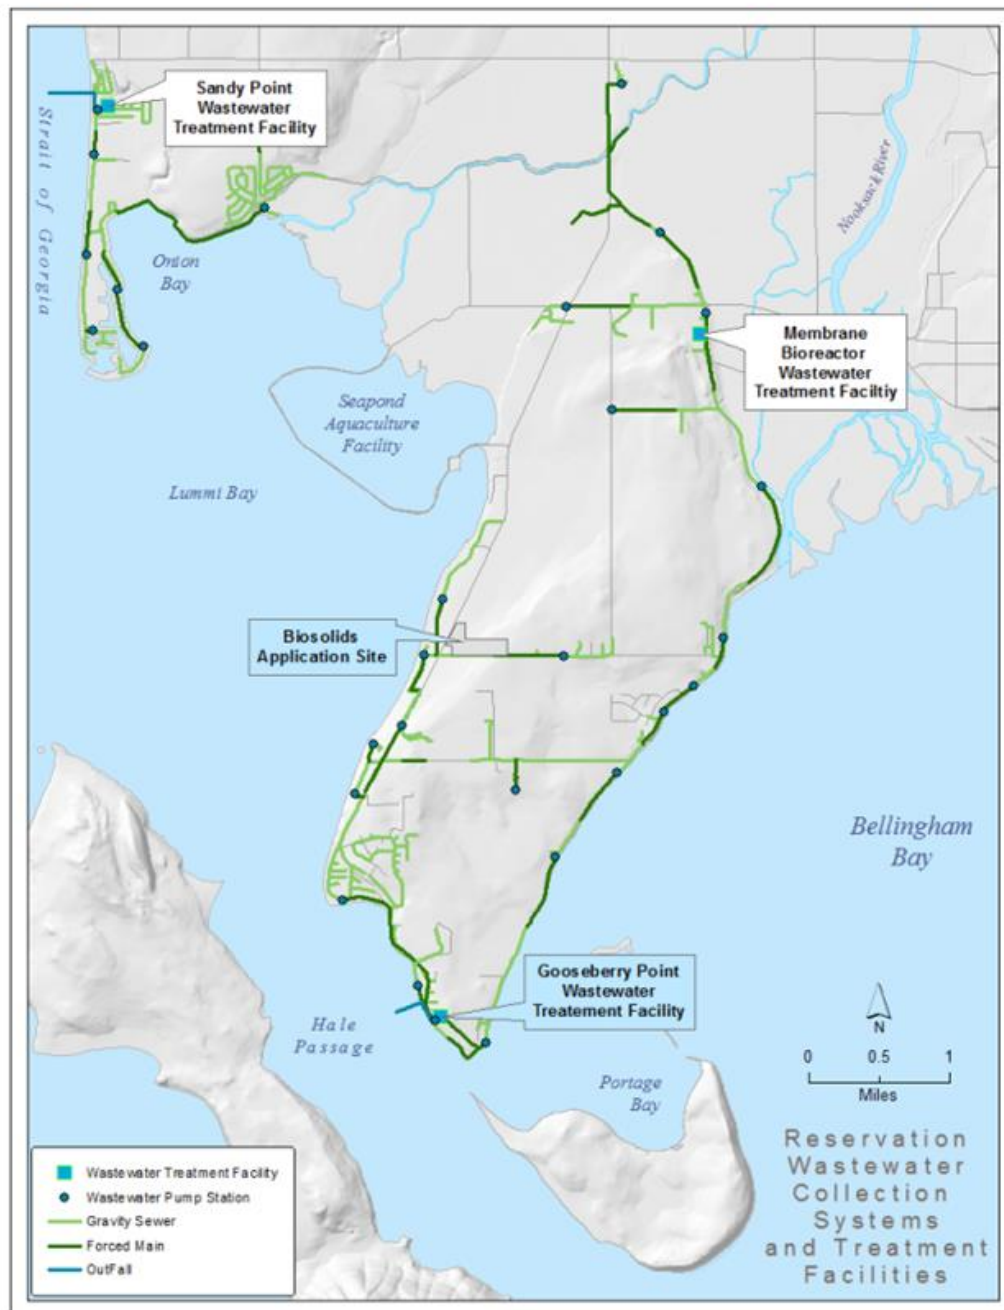 Sandy Point
Wastewater
Treatment Facility
Strait of Georgia
Nooksack River
Onion
Bay
Membrane
Bioreactor
Wastewater
Treatment Faciltiy
Seapond
Aquaculture
Facility
Lummi Bay
Biosolids
Application Site
Bellingham
Bay
Gooseberry Point
Wastewater
Treatement Facility
Hale
Passage
Portage
Bay
N
0 0.5 1
Miles
Reservation
Wastewater
Collection
Systems
and Treatment
Facilities
Wastewater Treatment Facility
Wastewater Pump Station
Gravity Sewer
Forced Main
OutFall